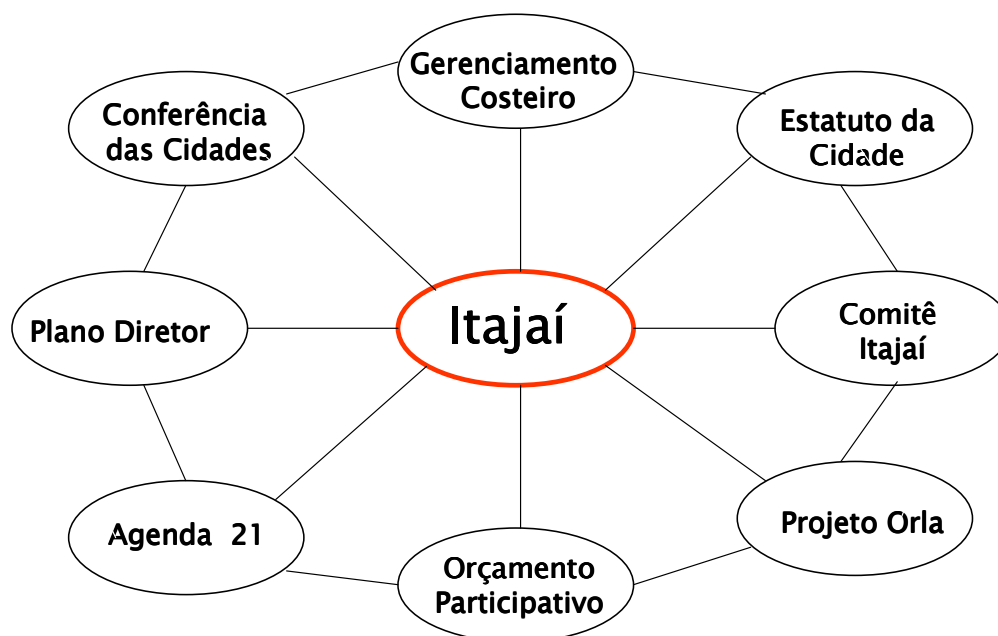 Gerenciamento
Costeiro
Conferência
das Cidades
Estatuto da
Cidade
Plano Diretor
Itajaí
Comitê
Itajaí
Agenda 21
Projeto Orla
Orçamento
Participativo